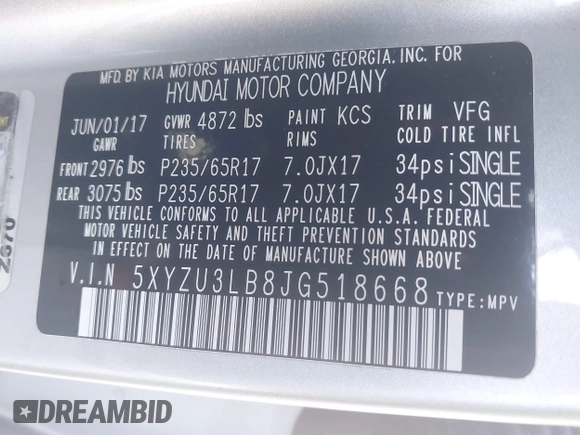 MFD. BY KIA MOTORS MANUFACTURING GEORGIA. INC. FOR
HYUNDAI MOTOR COMPANY
JUN/01/17 GVWR 4872 lbs PAINT KCS TRIM VFG
GAWR TIRES RIMS COLD TIRE INFL
FRONT 2976 lbs P235/65R17 7.0JX17 34psi SINGLE
REAR 3075 lbs P235/65R17 7.0JX17 34psi SINGLE
THIS VEHICLE CONFORMS TO ALL APPLICABLE U.S.A. FEDERAL
MOTOR VEHICLE SAFETY AND THEFT PREVENTION STANDARDS
IN EFFECT ON THE DATE OF MANUFACTURE SHOWN ABOVE
V.I.N 5XYZU3LB8JG518668 TYPE:MPV
DREAMBID